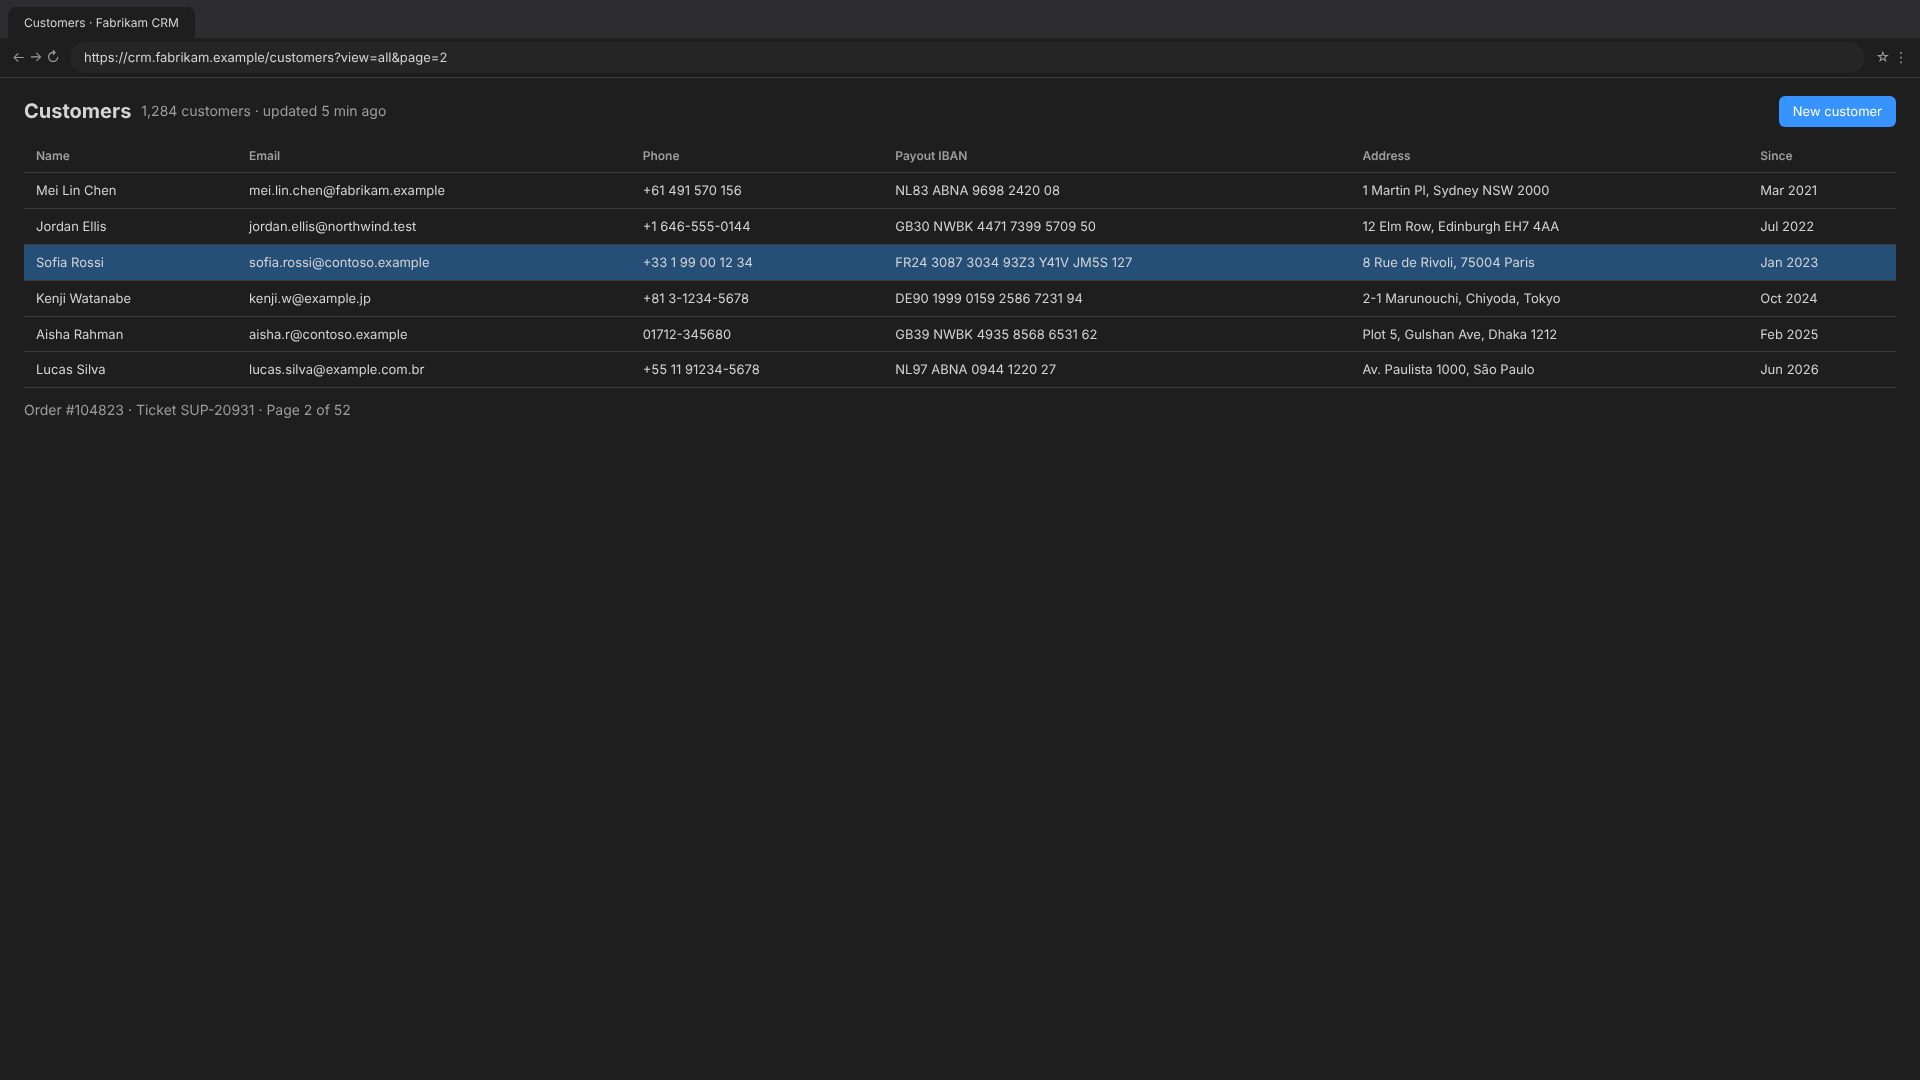 Customers · Fabrikam CRM
https://crm.fabrikam.example/customers?view=all&page=2
Customers 1,284 customers · updated 5 min ago New customer
Name Email Phone Payout IBAN Address Since
Mei Lin Chen mei.lin.chen@fabrikam.example +61 491 570 156 NL83 ABNA 9698 2420 08 1 Martin Pl, Sydney NSW 2000 Mar 2021
Jordan Ellis jordan.ellis@northwind.test +1 646-555-0144 GB30 NWBK 4471 7399 5709 50 12 Elm Row, Edinburgh EH7 4AA Jul 2022
Sofia Rossi sofia.rossi@contoso.example +33 1 99 00 12 34 FR24 3087 3034 93Z3 Y41V JM5S 127 8 Rue de Rivoli, 75004 Paris Jan 2023
Kenji Watanabe kenji.w@example.jp +81 3-1234-5678 DE90 1999 0159 2586 7231 94 2-1 Marunouchi, Chiyoda, Tokyo Oct 2024
Aisha Rahman aisha.r@contoso.example 01712-345680 GB39 NWBK 4935 8568 6531 62 Plot 5, Gulshan Ave, Dhaka 1212 Feb 2025
Lucas Silva lucas.silva@example.com.br +55 11 91234-5678 NL97 ABNA 0944 1220 27 Av. Paulista 1000, São Paulo Jun 2026
Order #104823 · Ticket SUP-20931 · Page 2 of 52